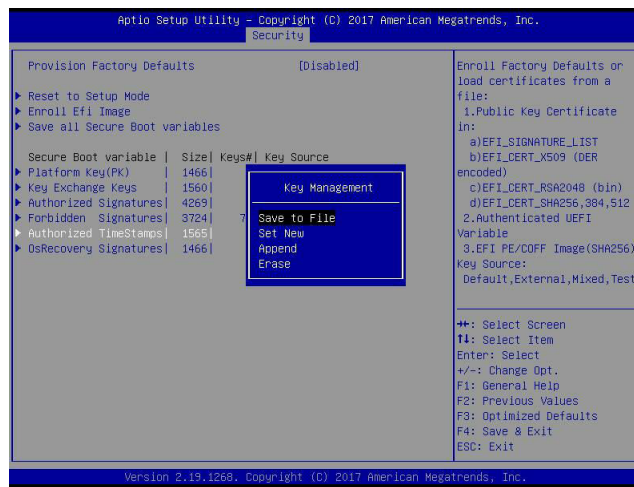 Aptio Setup Utility – Copyright (C) 2017 American Megatrends, Inc.
Security
Provision Factory Defaults [Disabled]
Reset to Setup Mode
Enroll Efi Image
Save all Secure Boot variables
Secure Boot variable | Size| Keys#| Key Source
Platform Key(PK) | 1466|
Key Exchange Keys | 1560|
Authorized Signatures| 4269|
Forbidden Signatures| 3724| 7
Authorized TimeStamps| 1565|
OsRecovery Signatures| 1466|
Key Management
Save to File
Set New
Append
Erase
Enroll Factory Defaults or
load certificates from a
file:
1.Public Key Certificate
in:
a)EFI_SIGNATURE_LIST
b)EFI_CERT_X509 (DER
encoded)
c)EFI_CERT_RSA2048 (bin)
d)EFI_CERT_SHA256,384,512
2.Authenticated UEFI
Variable
3.EFI PE/COFF Image(SHA256)
Key Source:
Default,External,Mixed,Test
→←: Select Screen
↑↓: Select Item
Enter: Select
+/-: Change Opt.
F1: General Help
F2: Previous Values
F3: Optimized Defaults
F4: Save & Exit
ESC: Exit
Version 2.19.1268. Copyright (C) 2017 American Megatrends, Inc.